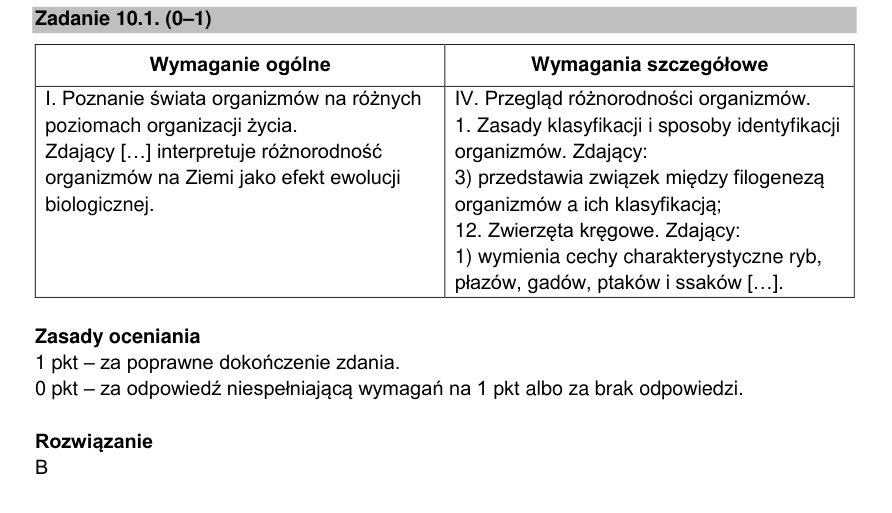 Zadanie 10.1. (0–1)
Wymaganie ogólne
I. Poznanie świata organizmów na różnych
poziomach organizacji życia.
Zdający […] interpretuje różnorodność
organizmów na Ziemi jako efekt ewolucji
biologicznej.
Wymagania szczegółowe
IV. Przegląd różnorodności organizmów.
1. Zasady klasyfikacji i sposoby identyfikacji
organizmów. Zdający:
3) przedstawia związek między filogenezą
organizmów a ich klasyfikacją;
12. Zwierzęta kręgowe. Zdający:
1) wymienia cechy charakterystyczne ryb,
płazów, gadów, ptaków i ssaków […].
Zasady oceniania
1 pkt – za poprawne dokończenie zdania.
0 pkt – za odpowiedź niespełniającą wymagań na 1 pkt albo za brak odpowiedzi.
Rozwiązanie
B